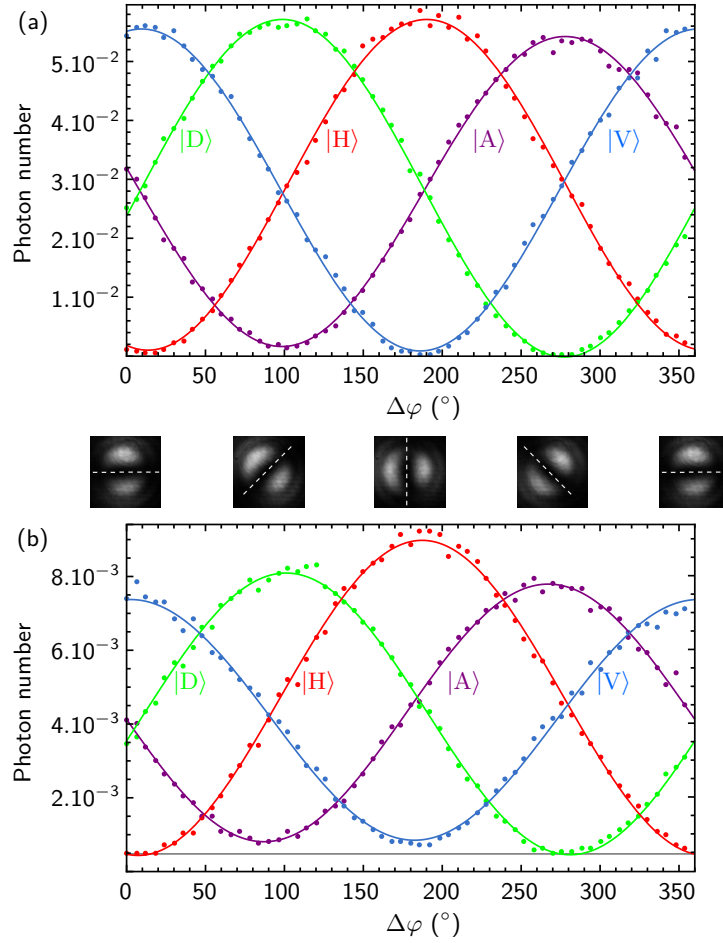 (a)
Photon number
5.10⁻²
4.10⁻²
3.10⁻²
2.10⁻²
1.10⁻²
|D⟩ |H⟩ |A⟩ |V⟩
0 50 100 150 200 250 300 350
Δφ (°)
(b)
Photon number
8.10⁻³
6.10⁻³
4.10⁻³
2.10⁻³
|D⟩ |H⟩ |A⟩ |V⟩
0 50 100 150 200 250 300 350
Δφ (°)